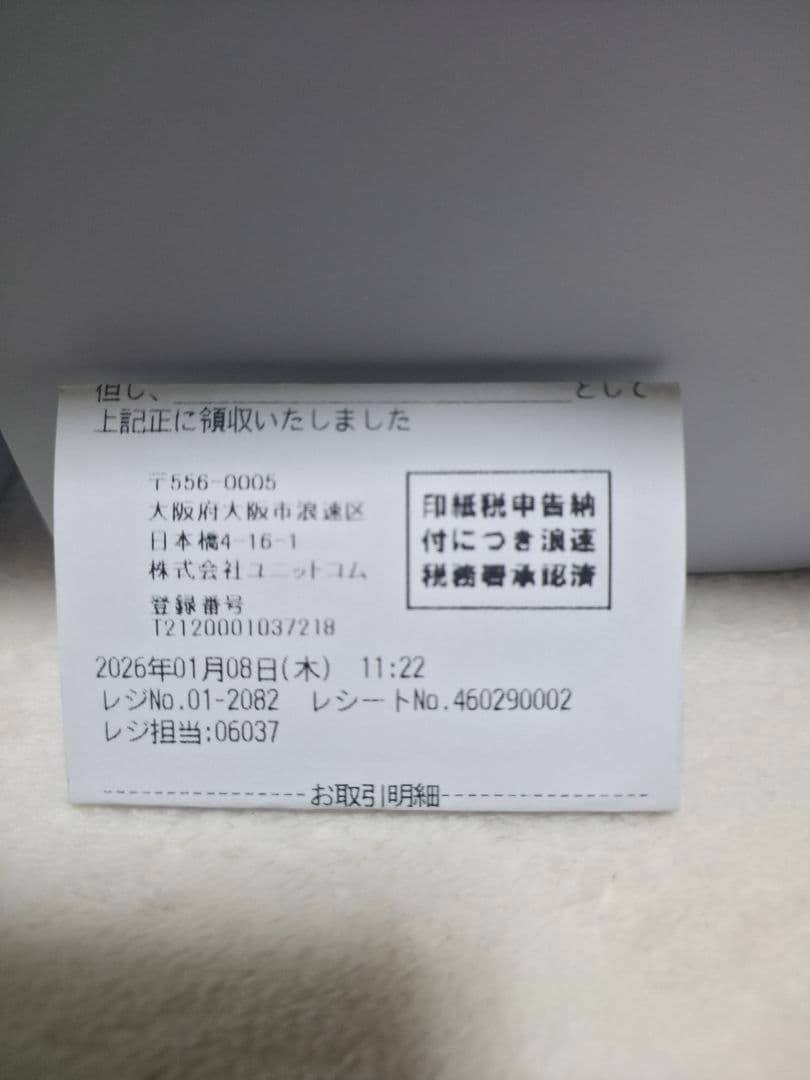 但し、 として
上記正に領収いたしました
〒556-0005
大阪府大阪市浪速区
日本橋4-16-1
株式会社ユニットコム
登録番号
T2120001037218
印紙税申告納
付につき浪速
税務署承認済
2026年01月08日(木) 11:22
レジNo.01-2082 レシートNo.460290002
レジ担当:06037
お取引明細